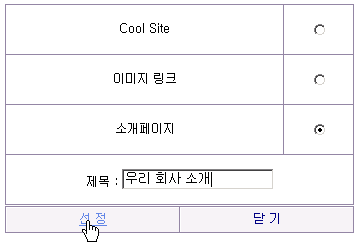 Cool Site
이미지 링크
소개페이지
제목 : 우리 회사 소개
선 정 닫 기